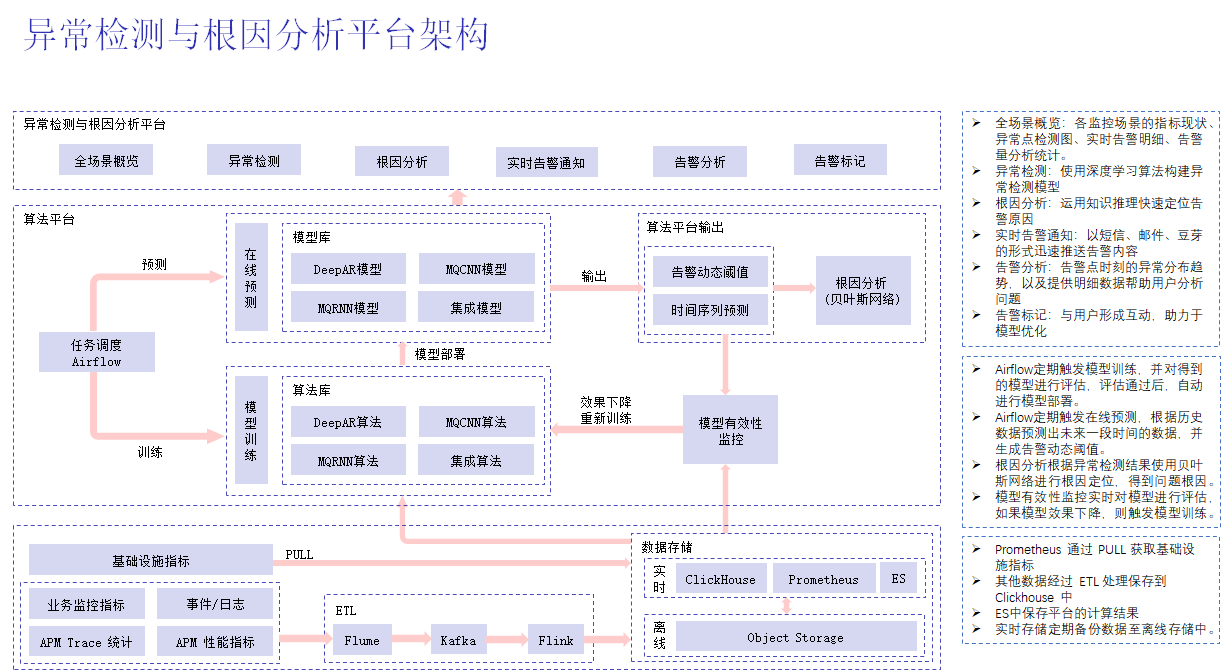 异常检测与根因分析平台架构
异常检测与根因分析平台
全场景概览
异常检测
根因分析
实时告警通知
告警分析
告警标记
算法平台
预测
任务调度
Airflow
训练
在
线
预
测
模型库
DeepAR模型
MQCNN模型
MQRNN模型
集成模型
模型部署
模
型
训
练
算法库
DeepAR算法
MQCNN算法
MQRNN算法
集成算法
输出
算法平台输出
告警动态阈值
时间序列预测
根因分析
(贝叶斯网络)
效果下降
重新训练
模型有效性
监控
基础设施指标
PULL
业务监控指标
事件/日志
APM Trace 统计
APM 性能指标
ETL
Flume
Kafka
Flink
数据存储
实
时
ClickHouse
Prometheus
ES
离
线
Object Storage
➢ 全场景概览：各监控场景的指标现状、
异常点检测图、实时告警明细、告警
量分析统计。
➢ 异常检测：使用深度学习算法构建异
常检测模型
➢ 根因分析：运用知识推理快速定位告
警原因
➢ 实时告警通知：以短信、邮件、豆芽
的形式迅速推送告警内容
➢ 告警分析：告警点时刻的异常分布趋
势，以及提供明细数据帮助用户分析
问题
➢ 告警标记：与用户形成互动，助力于
模型优化
➢ Airflow定期触发模型训练，并对得到
的模型进行评估，评估通过后，自动
进行模型部署。
➢ Airflow定期触发在线预测，根据历史
数据预测出未来一段时间的数据，并
生成告警动态阈值。
➢ 根因分析根据异常检测结果使用贝叶
斯网络进行根因定位，得到问题根因。
➢ 模型有效性监控实时对模型进行评估，
如果模型效果下降，则触发模型训练。
➢ Prometheus 通过 PULL 获取基础设
施指标
➢ 其他数据经过 ETL 处理保存到
Clickhouse 中
➢ ES中保存平台的计算结果
➢ 实时存储定期备份数据至离线存储中。